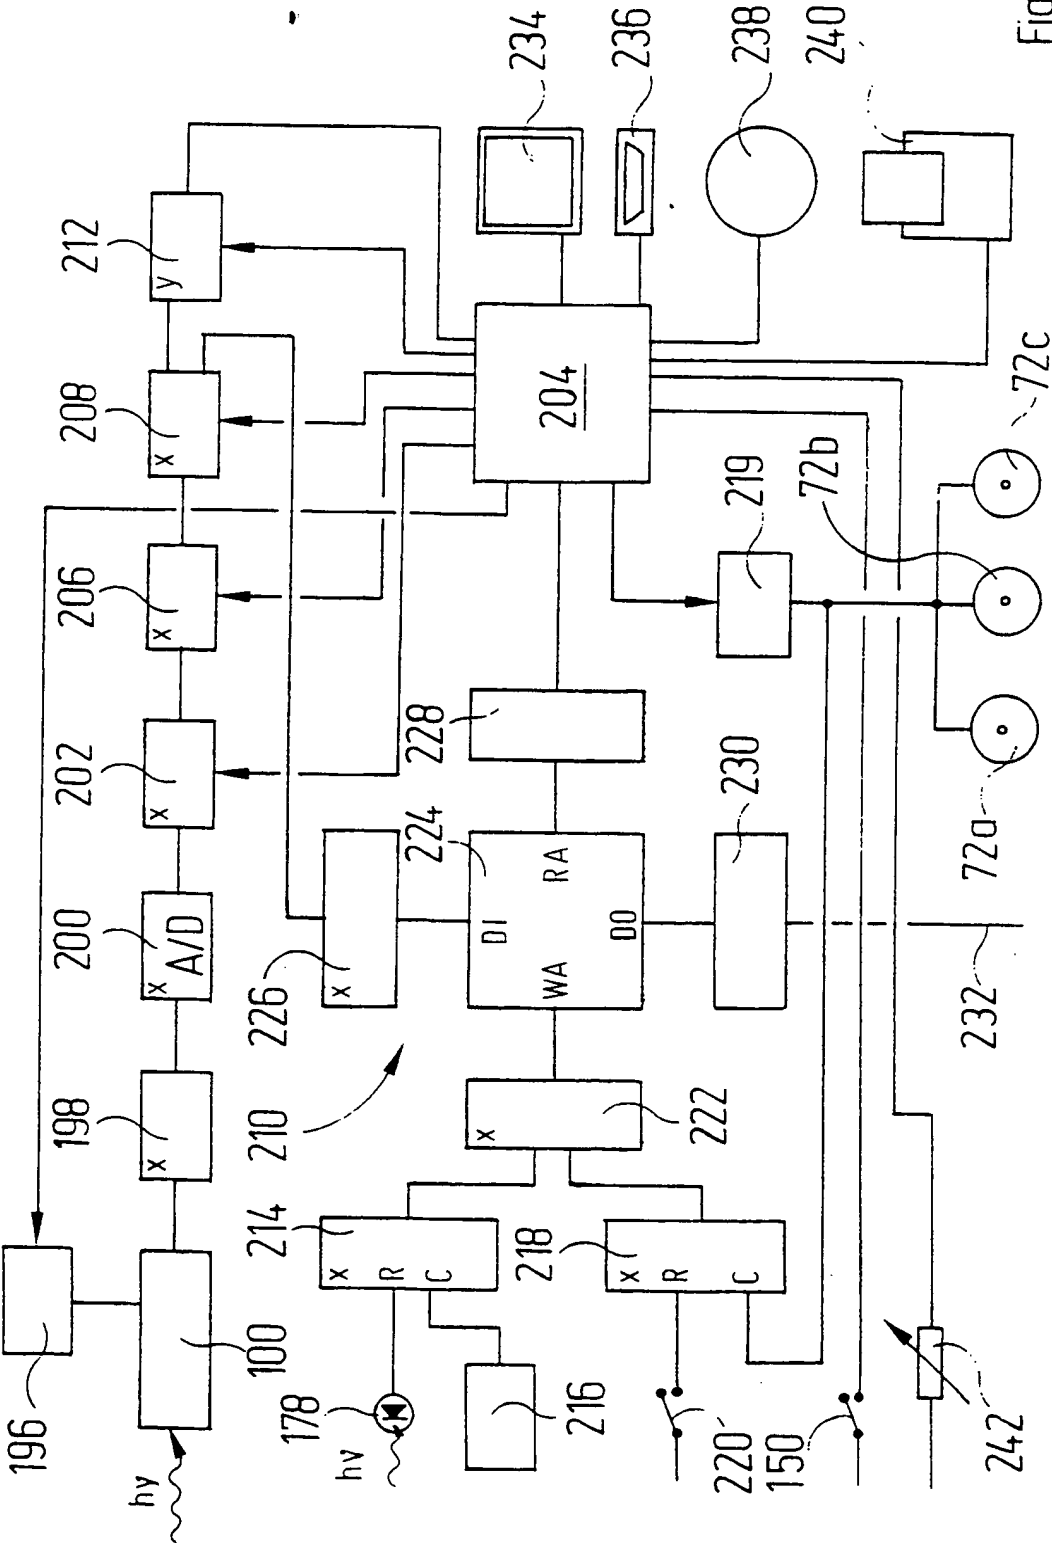 hγ
196
100
x
198
x
A/D
200
x
202
x
206
x
208
y
212
hv
178
216
x
R
C
214
210
x
226
x
R
C
218
x
222
DI
WA
RA
DO
224
228
230
232
204
234
236
238
240
219
220
150
242
72a
72b
72c
Fig